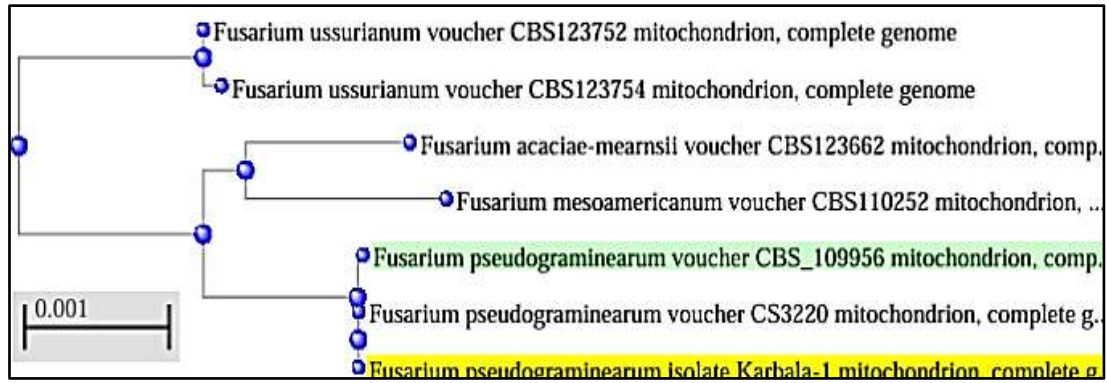 Fusarium ussurianum voucher CBS123752 mitochondrion, complete genome
Fusarium ussurianum voucher CBS123754 mitochondrion, complete genome
Fusarium acaciae-mearnsii voucher CBS123662 mitochondrion, comp.
Fusarium mesoamericanum voucher CBS110252 mitochondrion, ...
Fusarium pseudograminearum voucher CBS_109956 mitochondrion, comp.
0.001
Fusarium pseudograminearum voucher CS3220 mitochondrion, complete g..
Fusarium pseudograminearum isolate Karbala-1 mitochondrion, complete g